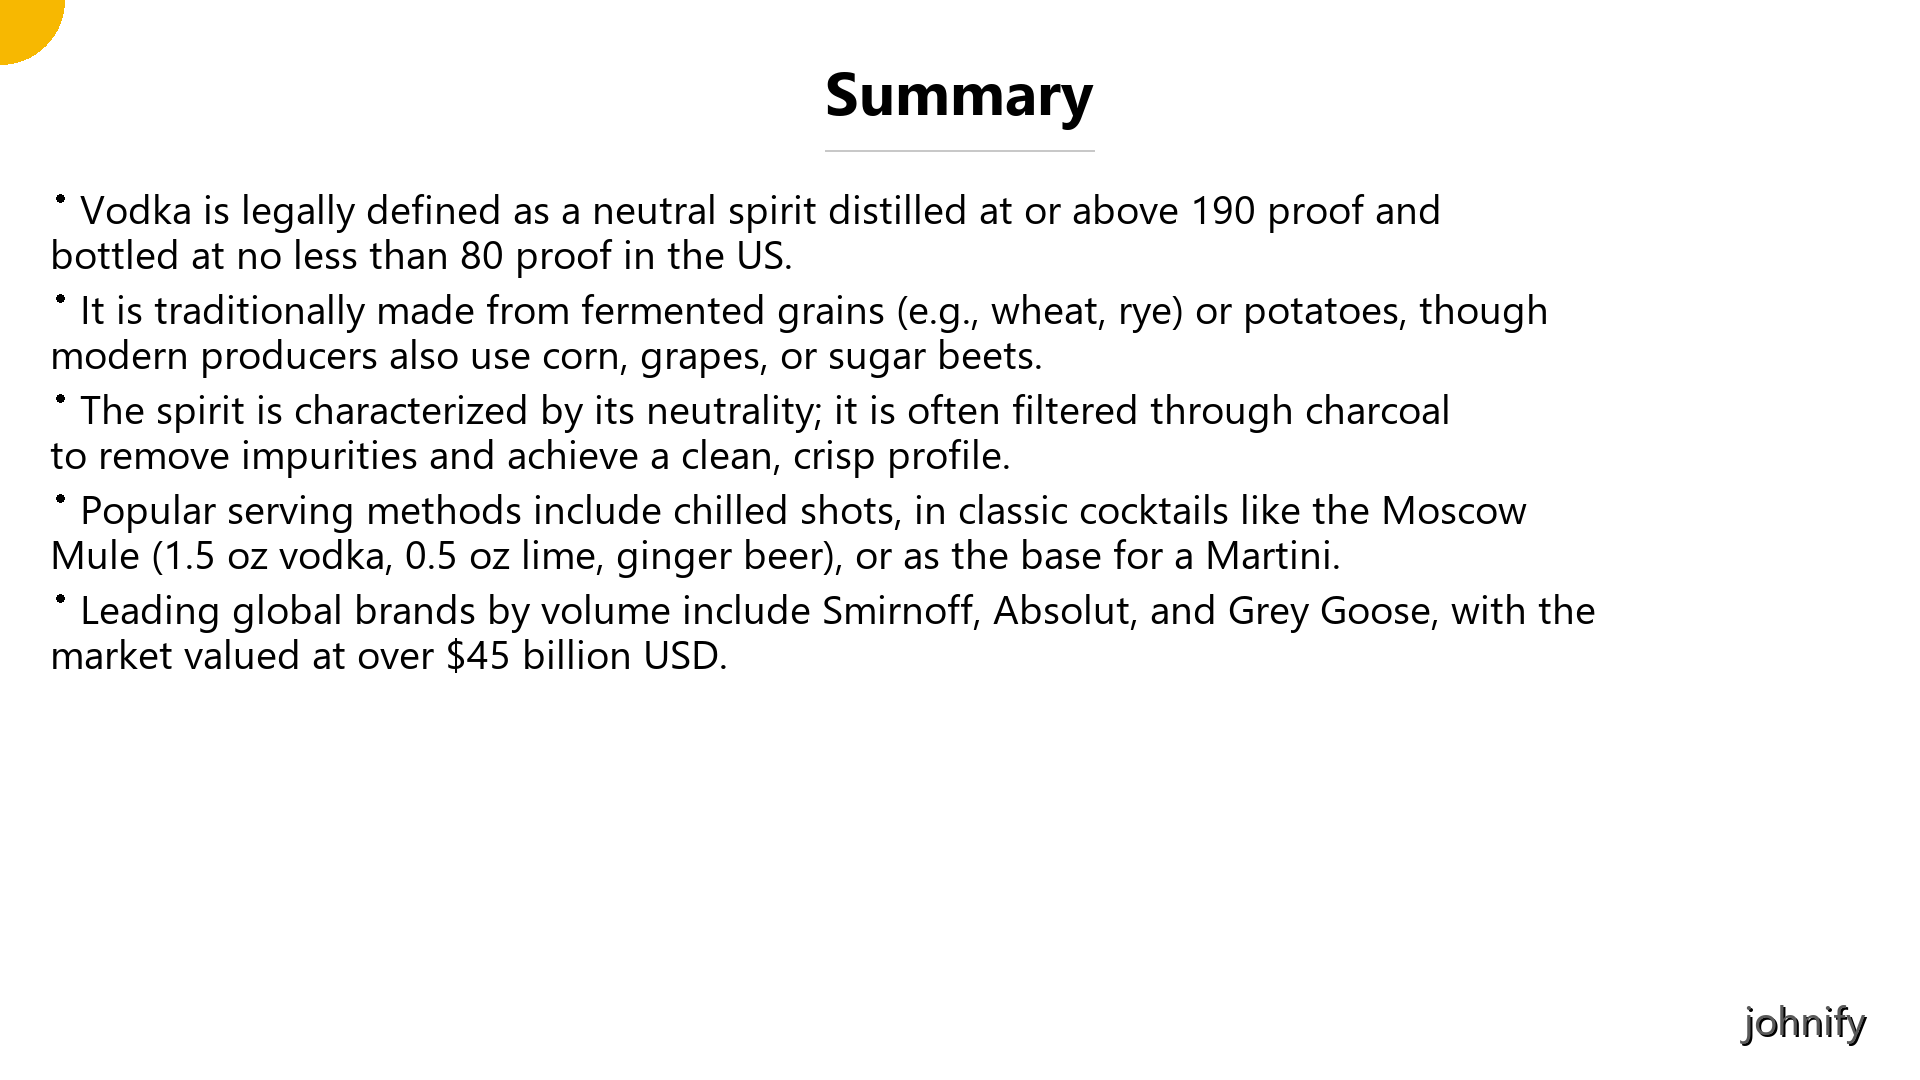 Summary
• Vodka is legally defined as a neutral spirit distilled at or above 190 proof and
bottled at no less than 80 proof in the US.
• It is traditionally made from fermented grains (e.g., wheat, rye) or potatoes, though
modern producers also use corn, grapes, or sugar beets.
• The spirit is characterized by its neutrality; it is often filtered through charcoal
to remove impurities and achieve a clean, crisp profile.
• Popular serving methods include chilled shots, in classic cocktails like the Moscow
Mule (1.5 oz vodka, 0.5 oz lime, ginger beer), or as the base for a Martini.
• Leading global brands by volume include Smirnoff, Absolut, and Grey Goose, with the
market valued at over $45 billion USD.
johnify